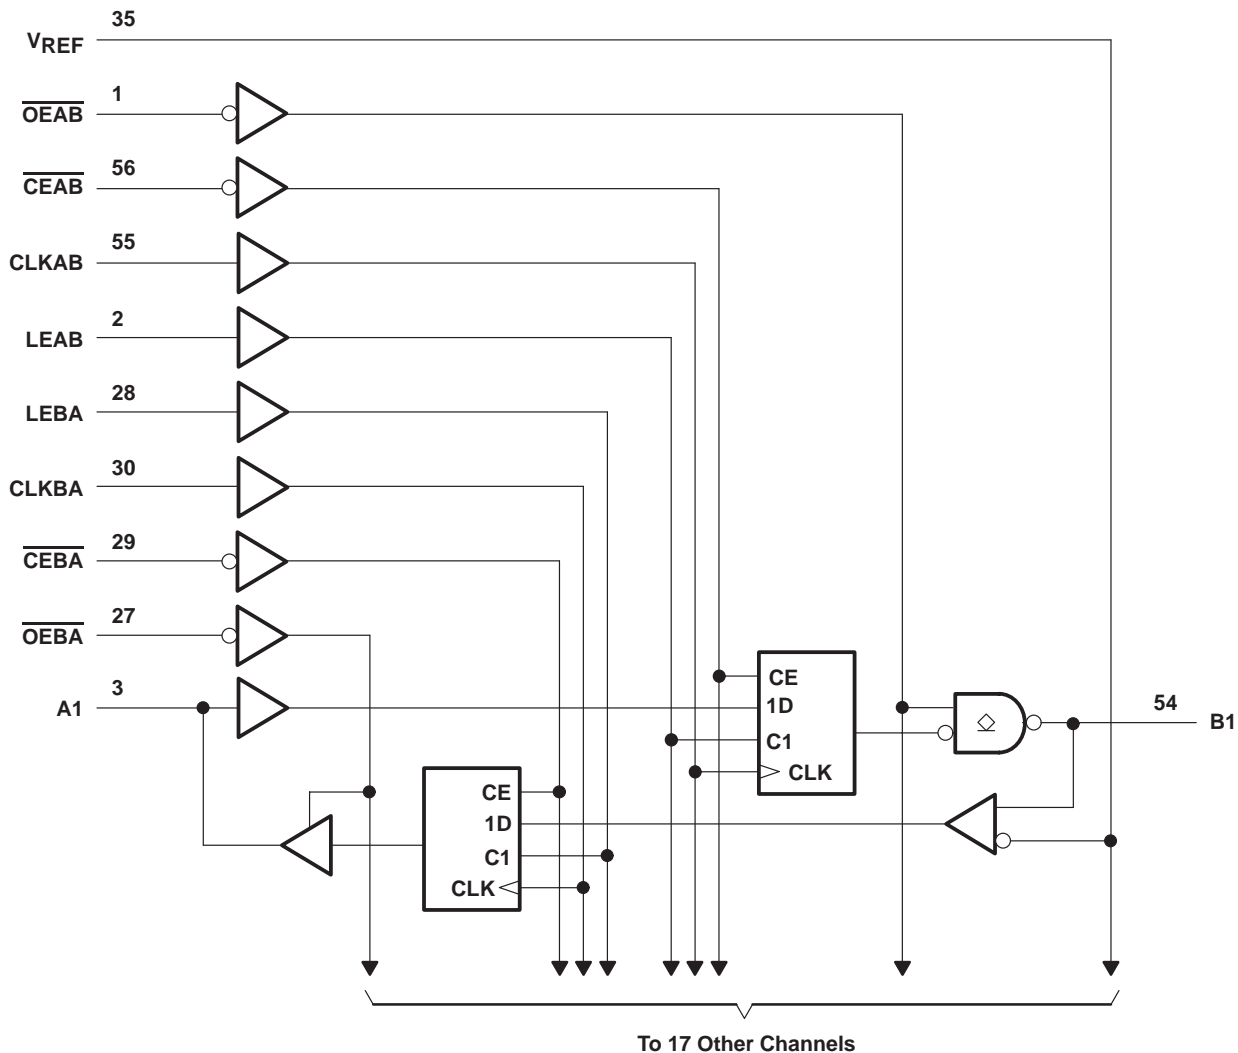 35
VREF
1
OEAB
56
CEAB
55
CLKAB
2
LEAB
28
LEBA
30
CLKBA
29
CEBA
27
OEBA
3
A1
CE
1D
C1
CLK
54
B1
CE
1D
C1
CLK
To 17 Other Channels